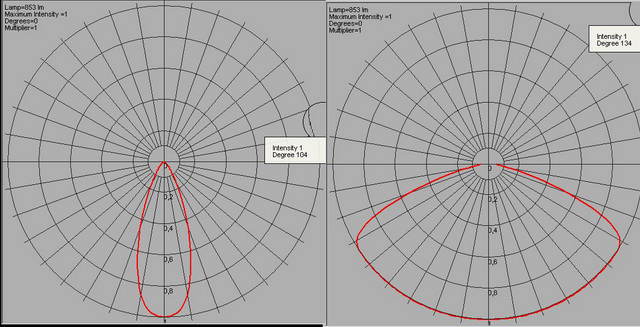 Lamp=853 lm
Maximum Intensity =1
Degrees=0
Multiplier=1
Intensity 1
Degree 104
0
0,2
0,4
0,6
0,8
Lamp=853 lm
Maximum Intensity =1
Degrees=0
Multiplier=1
Intensity 1
Degree 134
0
0,2
0,4
0,6
0,8